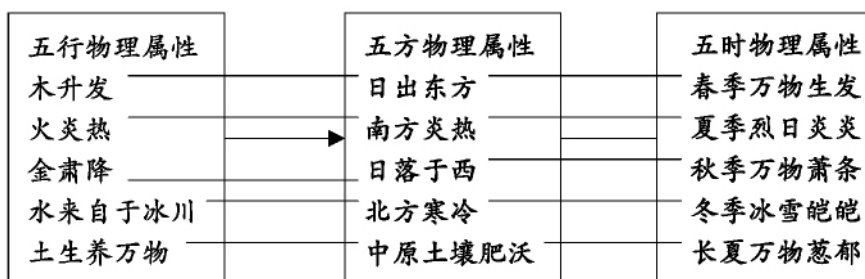 五行物理属性
木升发
火炎热
金肃降
水来自于冰川
土生养万物
五方物理属性
日出东方
南方炎热
日落于西
北方寒冷
中原土壤肥沃
五时物理属性
春季万物生发
夏季烈日炎炎
秋季万物萧条
冬季冰雪皑皑
长夏万物葱郁